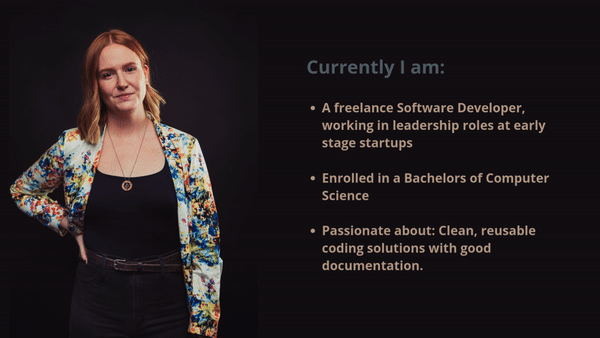 Currently I am:
• A freelance Software Developer,
working in leadership roles at early
stage startups
• Enrolled in a Bachelors of Computer
Science
• Passionate about: Clean, reusable
coding solutions with good
documentation.